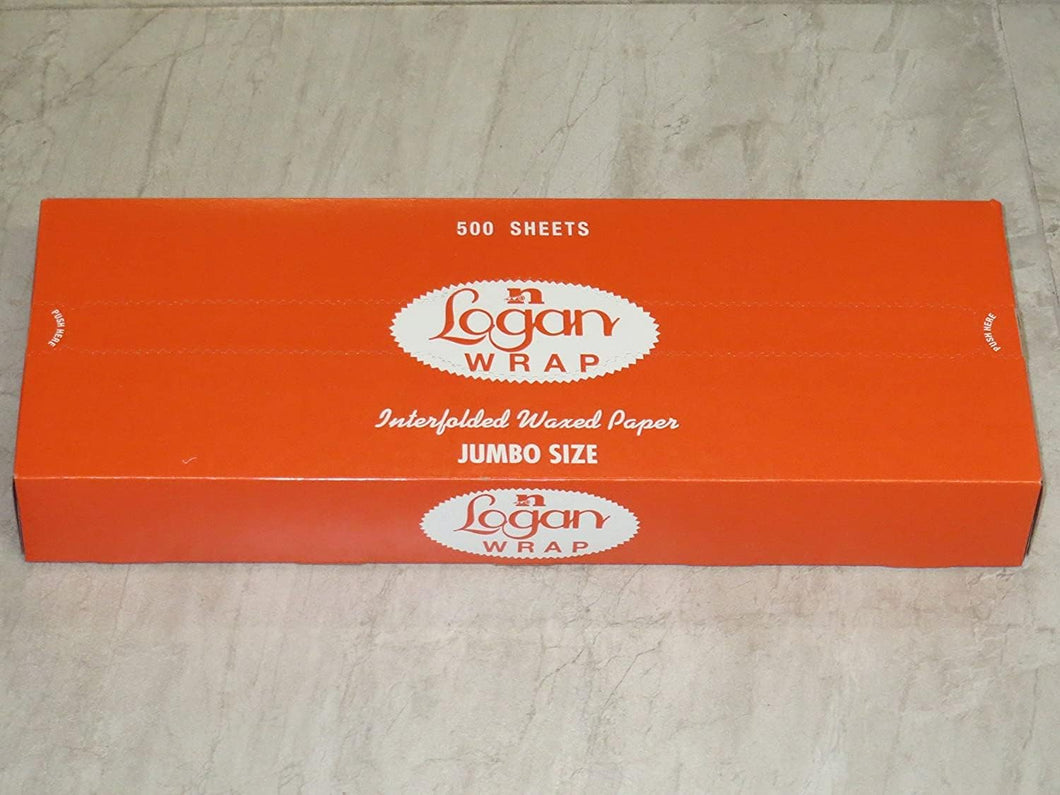 500 SHEETS
n
Logan
WRAP
PUSH HERE
PUSH HERE
Interfolded Waxed Paper
JUMBO SIZE
n
Logan
WRAP